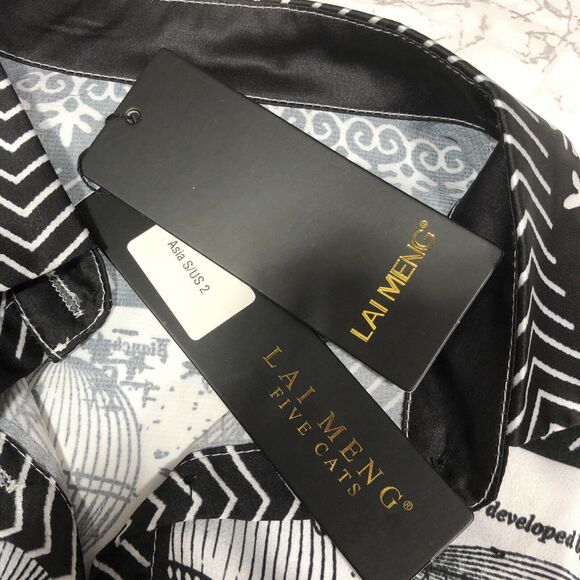 LAI MENG®
Asia S/US 2
LAI MENG®
FIVE CATS
developed